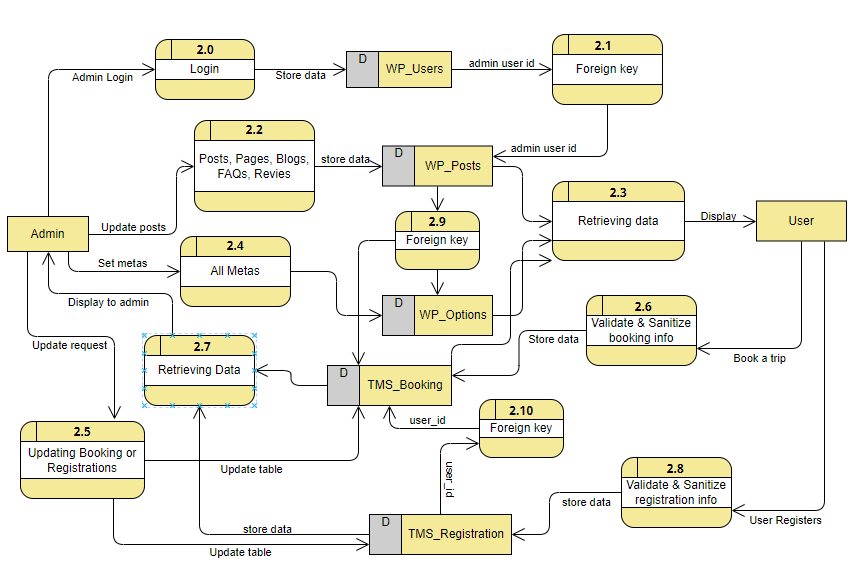 2.0
Login
Admin Login
Store data
D
WP_Users
admin user id
2.1
Foreign key
admin user id
2.2
Posts, Pages, Blogs,
FAQs, Revies
store data
D
WP_Posts
2.3
Retrieving data
Display
User
Admin
Update posts
2.9
Foreign key
2.4
All Metas
Set metas
Display to admin
D
WP_Options
2.6
Validate & Sanitize
booking info
Store data
Book a trip
Update request
2.7
Retrieving Data
D
TMS_Booking
user_id
2.10
Foreign key
2.5
Updating Booking or
Registrations
Update table
user_id
2.8
Validate & Sanitize
registration info
store data
User Registers
store data
D
TMS_Registration
Update table